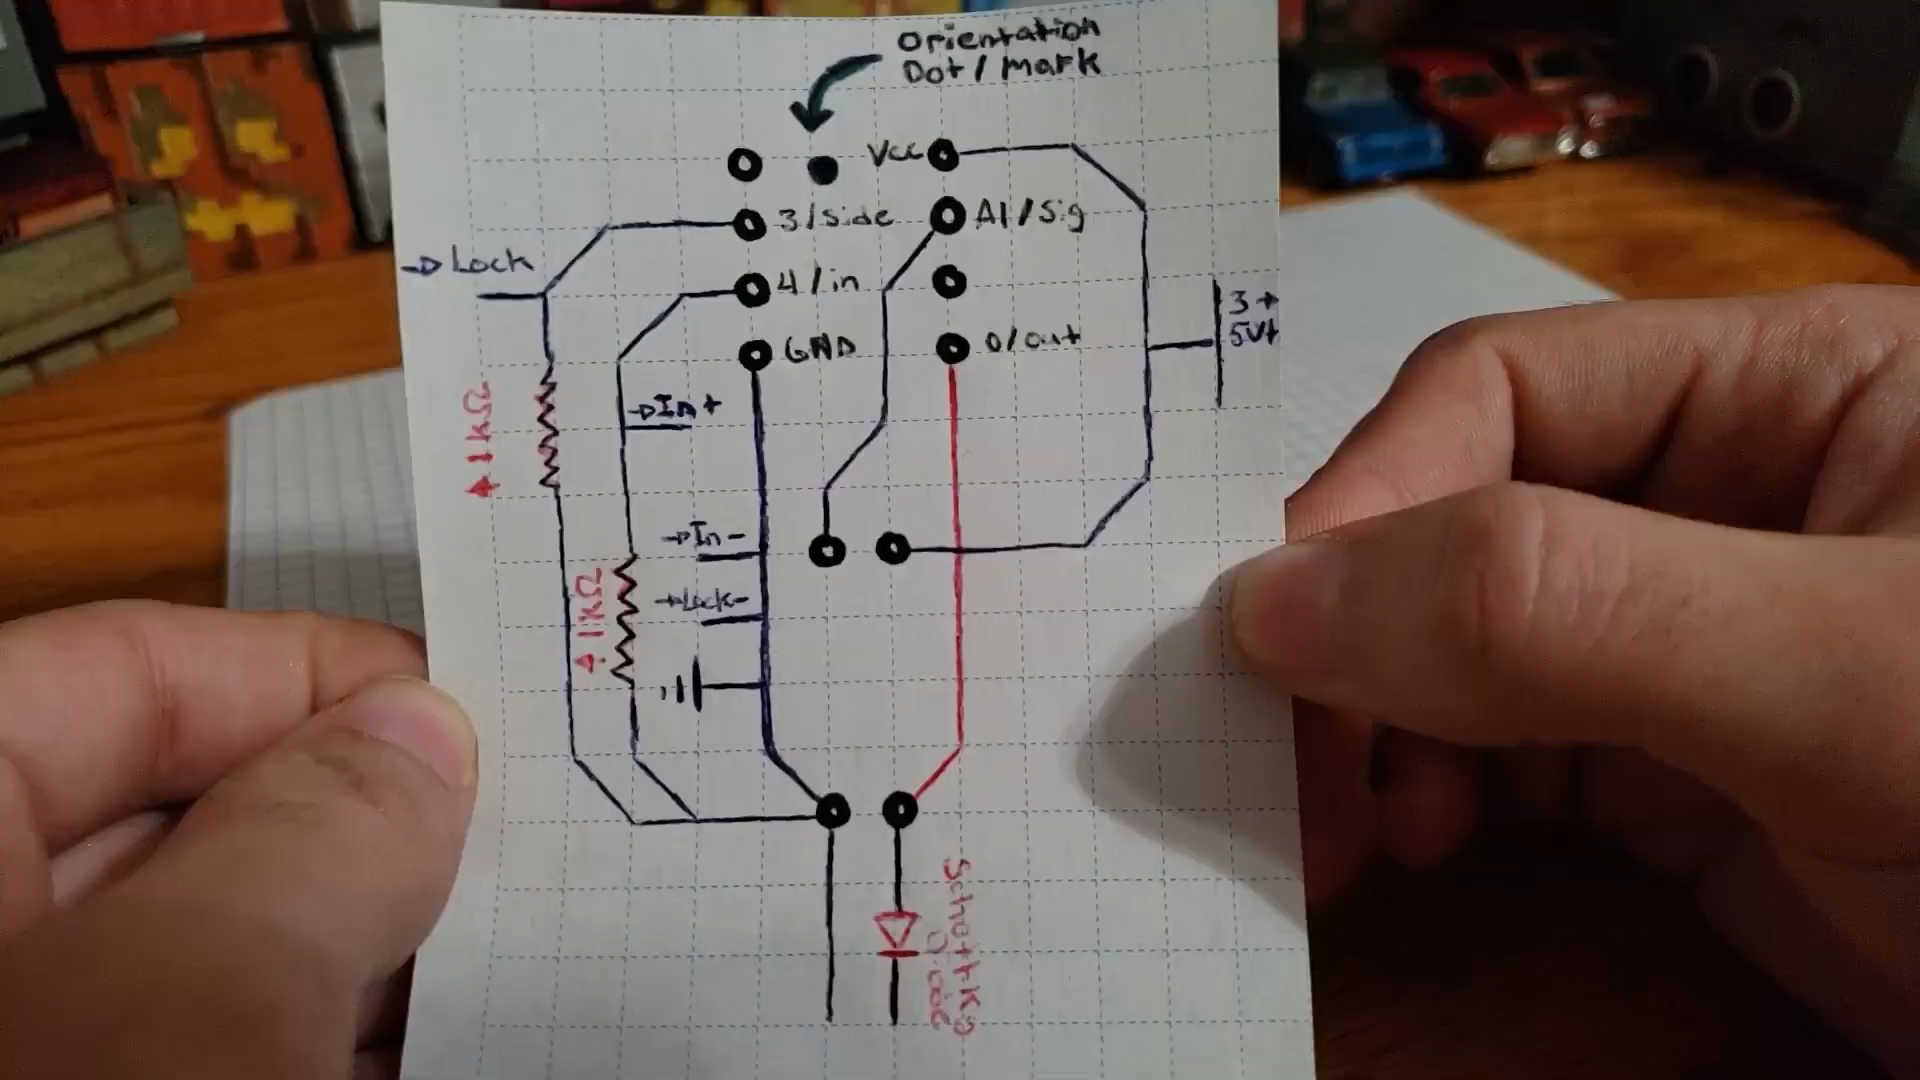 Orientation
Dot / mark
Vcc
3/side
A1/Sig
→Lock
4/in
3+
5V+
GND
0/out
1kΩ
→In+
→In-
→Lock-
1kΩ
Schottky
Diode